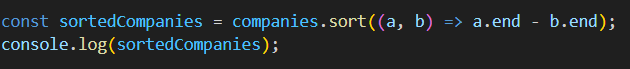 const sortedCompanies = companies.sort((a, b) => a.end - b.end);
console.log(sortedCompanies);